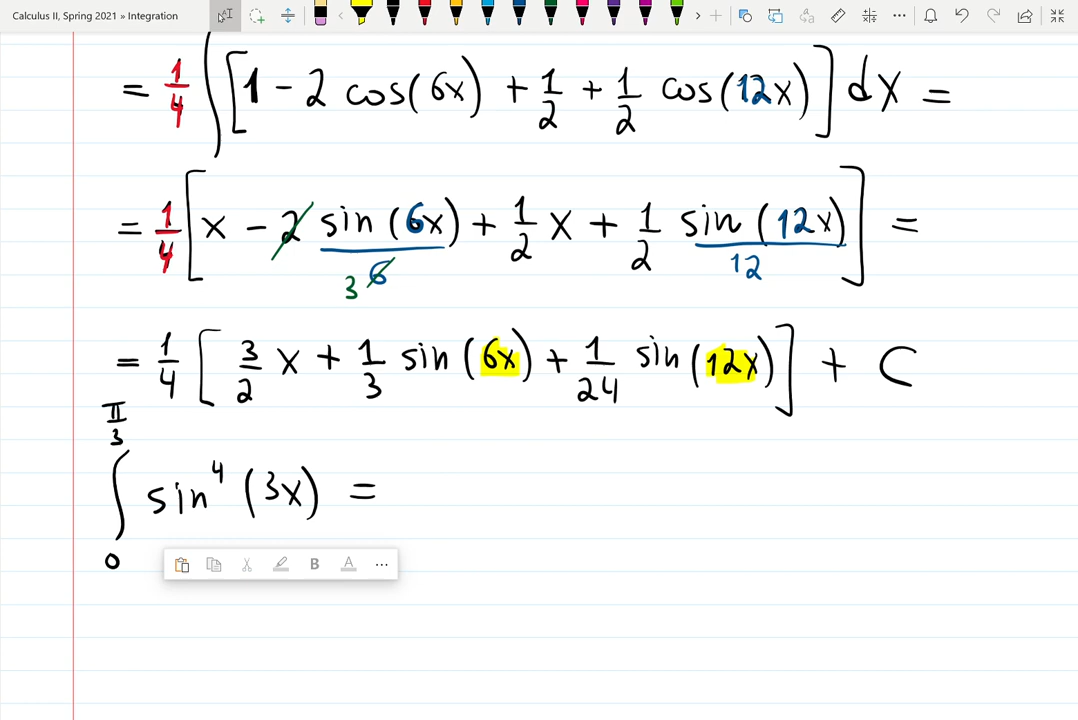 Calculus II, Spring 2021 » Integration
= 1/4 ∫ [1 - 2 cos(6x) + 1/2 + 1/2 cos(12x)] dx =
= 1/4 [x - 2 sin(6x)/6 3 + 1/2 x + 1/2 sin(12x)/12] =
= 1/4 [3/2 x + 1/3 sin(6x) + 1/24 sin(12x)] + C
π/3
∫ sin⁴(3x) =
0
B A